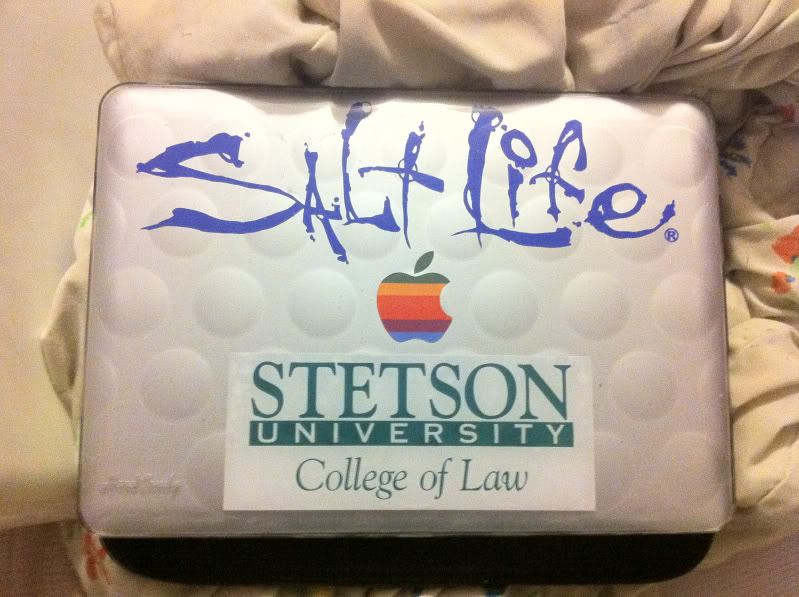 Salt Life®
STETSON
UNIVERSITY
College of Law